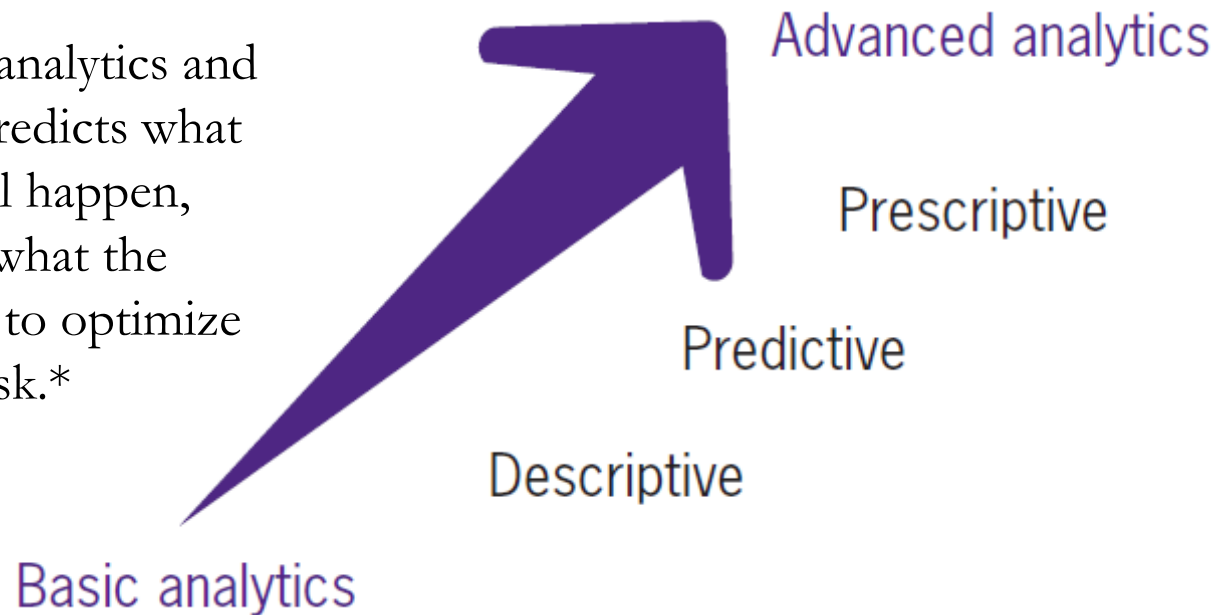 analytics and
redicts what
l happen,
what the
to optimize
sk.*
Advanced analytics
Prescriptive
Predictive
Descriptive
Basic analytics